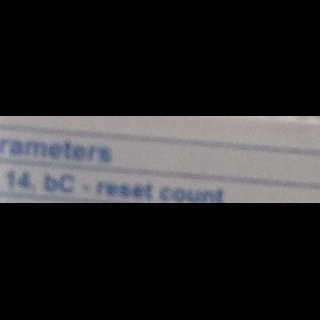 rameters
14. bC - reset count